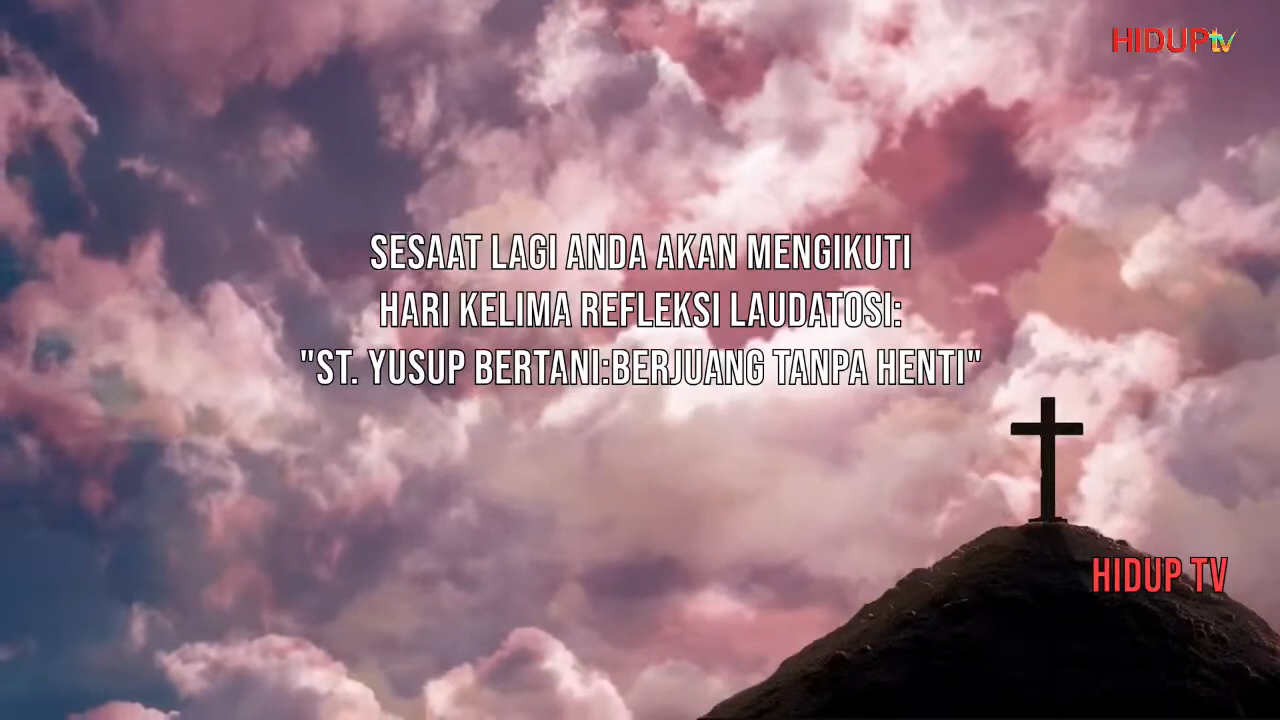 HIDUPtv
SESAAT LAGI ANDA AKAN MENGIKUTI
HARI KELIMA REFLEKSI LAUDATOSI:
"ST. YUSUP BERTANI:BERJUANG TANPA HENTI"
HIDUP TV